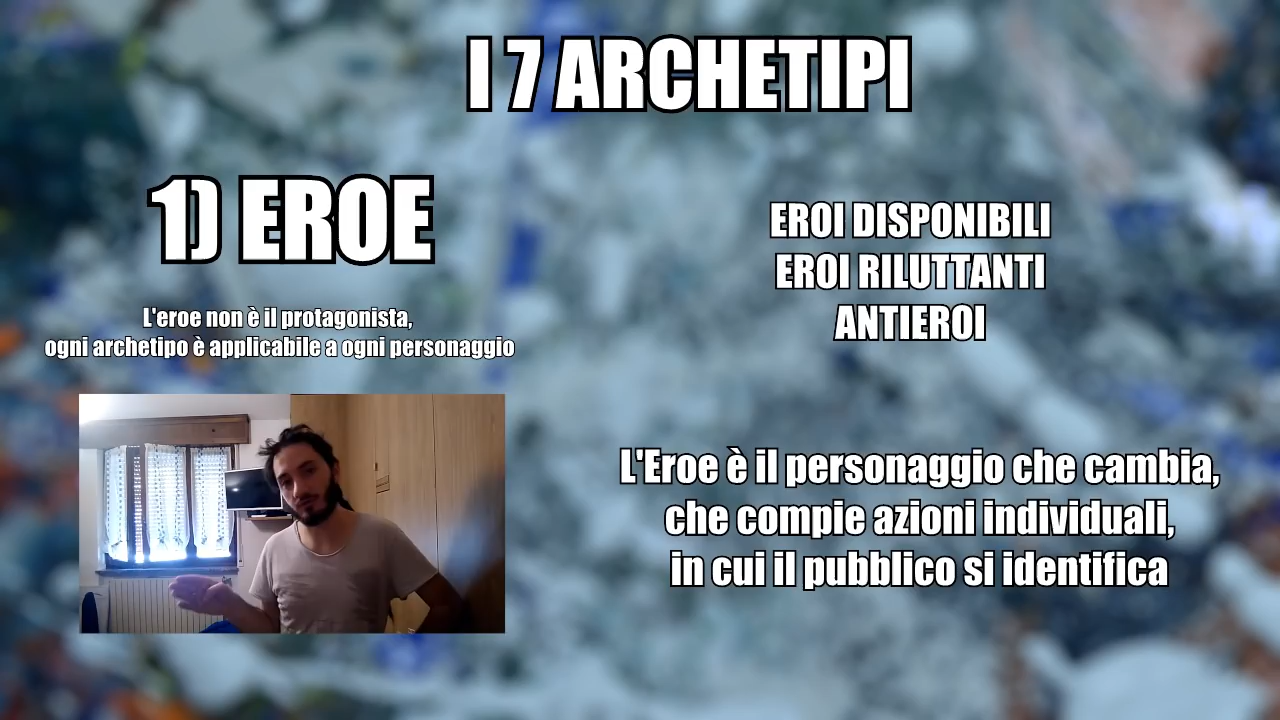 I 7 ARCHETIPI
1) EROE
L'eroe non è il protagonista,
ogni archetipo è applicabile a ogni personaggio
EROI DISPONIBILI
EROI RILUTTANTI
ANTIEROI
L'Eroe è il personaggio che cambia,
che compie azioni individuali,
in cui il pubblico si identifica